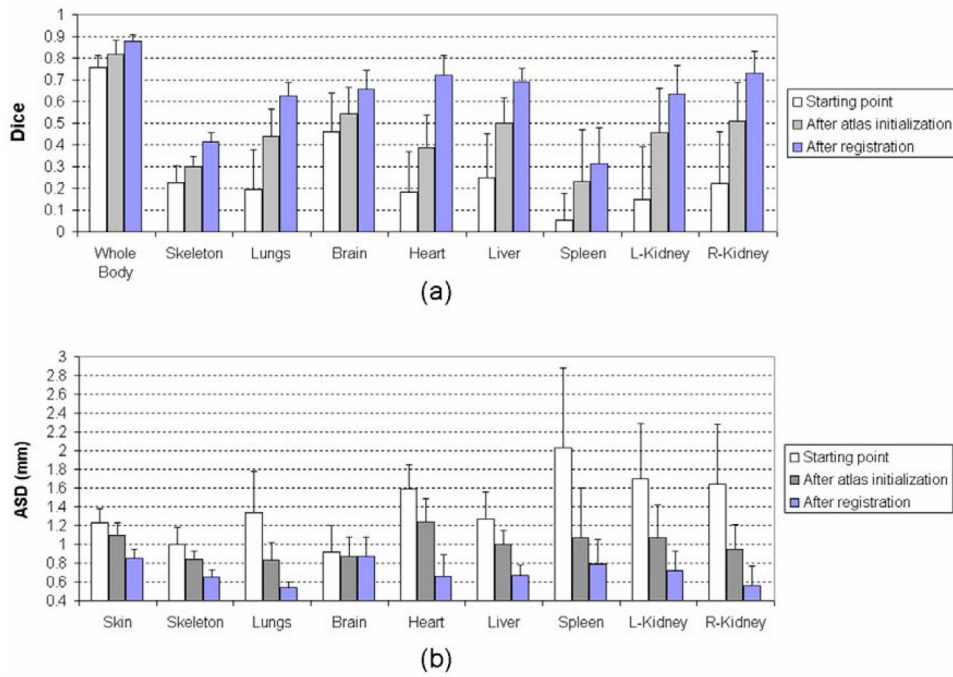 1
0.9
0.8
0.7
0.6
0.5
0.4
0.3
0.2
0.1
0
Dice
Whole Body Skeleton Lungs Brain Heart Liver Spleen L-Kidney R-Kidney
Starting point
After atlas initialization
After registration
(a)
3
2.8
2.6
2.4
2.2
2
1.8
1.6
1.4
1.2
1
0.8
0.6
0.4
ASD (mm)
Skin Skeleton Lungs Brain Heart Liver Spleen L-Kidney R-Kidney
Starting point
After atlas initialization
After registration
(b)